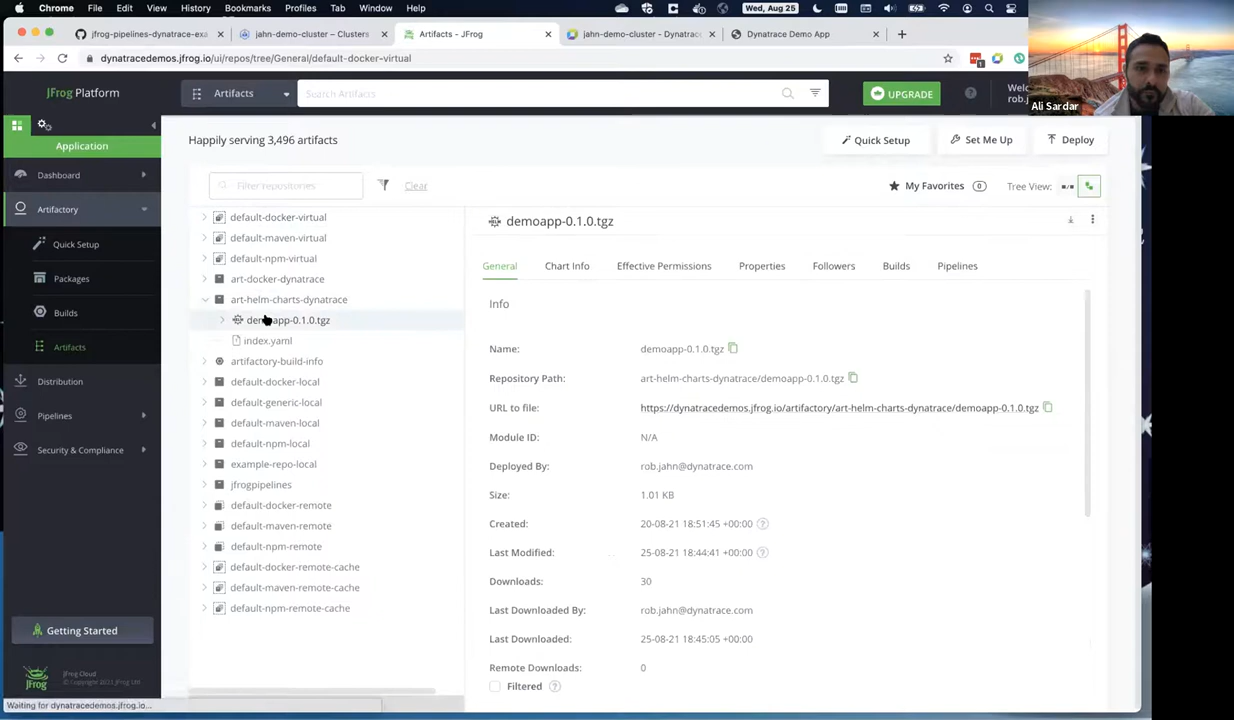 Chrome File Edit View History Bookmarks Profiles Tab Window Help Wed, Aug 25
jfrog-pipelines-dynatrace-exa jahn-demo-cluster – Clusters Artifacts - JFrog jahn-demo-cluster - Dynatrace Dynatrace Demo App
dynatracedemos.jfrog.io/ui/repos/tree/General/default-docker-virtual
Ali Sardar
JFrog Platform Artifacts Search Artifacts UPGRADE
rob.j
Application
Happily serving 3,496 artifacts Quick Setup Set Me Up Deploy
Dashboard
Filter repositories Clear My Favorites 0 Tree View:
Artifactory
Quick Setup
Packages
Builds
Artifacts
Distribution
Pipelines
Security & Compliance
default-docker-virtual
default-maven-virtual
default-npm-virtual
art-docker-dynatrace
art-helm-charts-dynatrace
demoapp-0.1.0.tgz
index.yaml
artifactory-build-info
default-docker-local
default-generic-local
default-maven-local
default-npm-local
example-repo-local
jfrogpipelines
default-docker-remote
default-maven-remote
default-npm-remote
default-docker-remote-cache
default-maven-remote-cache
default-npm-remote-cache
demoapp-0.1.0.tgz
General Chart Info Effective Permissions Properties Followers Builds Pipelines
Info
Name: demoapp-0.1.0.tgz
Repository Path: art-helm-charts-dynatrace/demoapp-0.1.0.tgz
URL to file: https://dynatracedemos.jfrog.io/artifactory/art-helm-charts-dynatrace/demoapp-0.1.0.tgz
Module ID: N/A
Deployed By: rob.jahn@dynatrace.com
Size: 1.01 KB
Created: 20-08-21 18:51:45 +00:00
Last Modified: 25-08-21 18:44:41 +00:00
Downloads: 30
Last Downloaded By: rob.jahn@dynatrace.com
Last Downloaded: 25-08-21 18:45:05 +00:00
Remote Downloads: 0
Filtered
Getting Started
JFrog
JFrog Cloud
Waiting for dynatracedemos.jfrog.io...